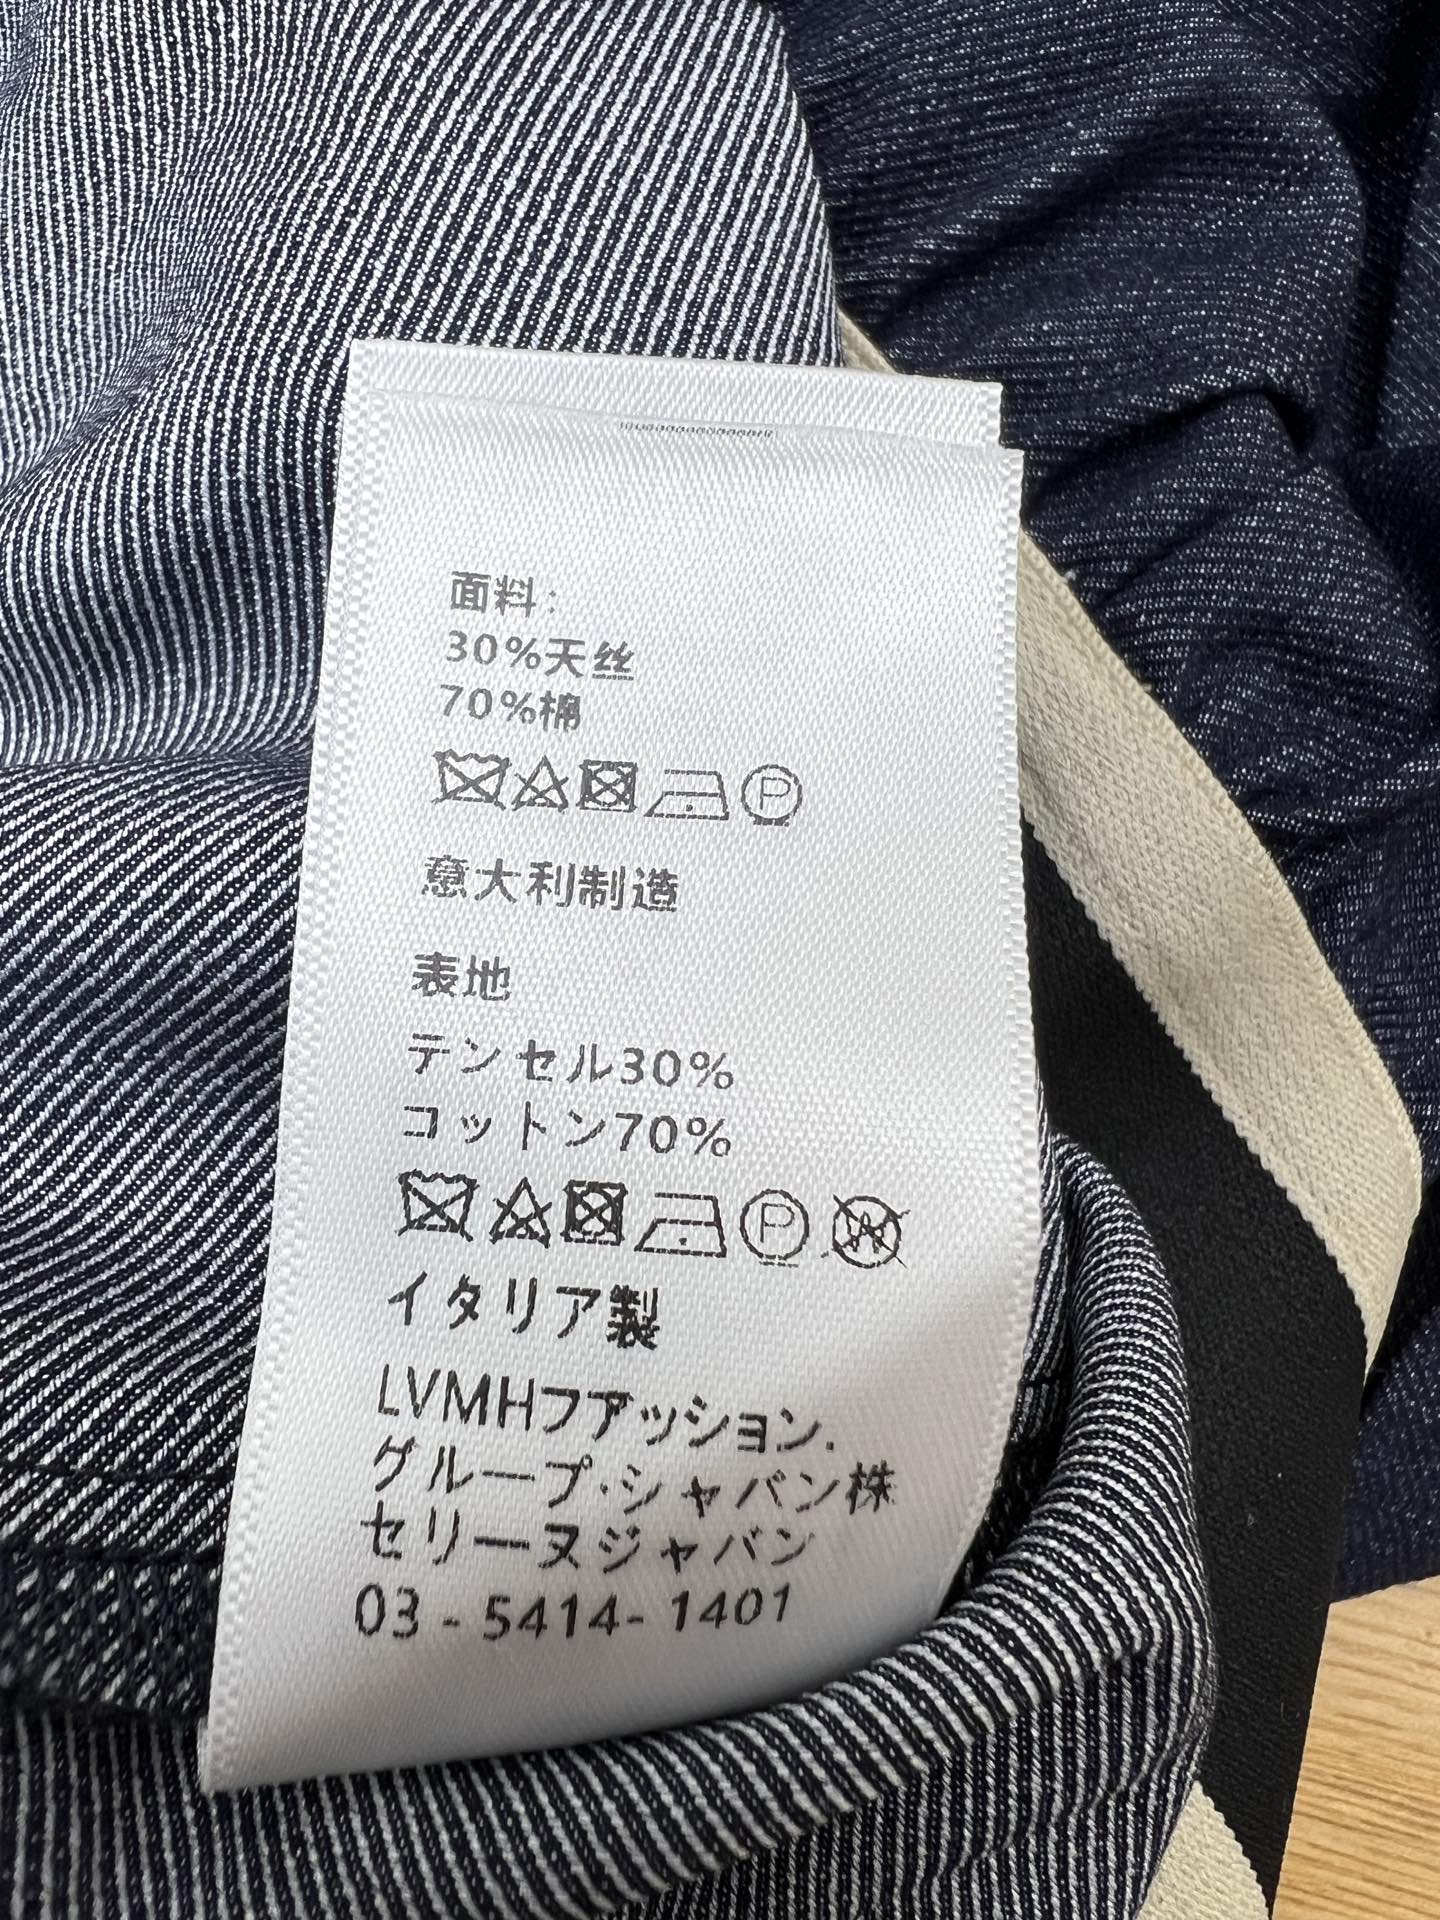 面料:
30%天丝
70%棉
P
意大利制造
表地
テンセル30%
コットン70%
P W
イタリア製
LVMHファッション.
グループ・ジャパン株
セリーヌジャパン
03-5414-1401